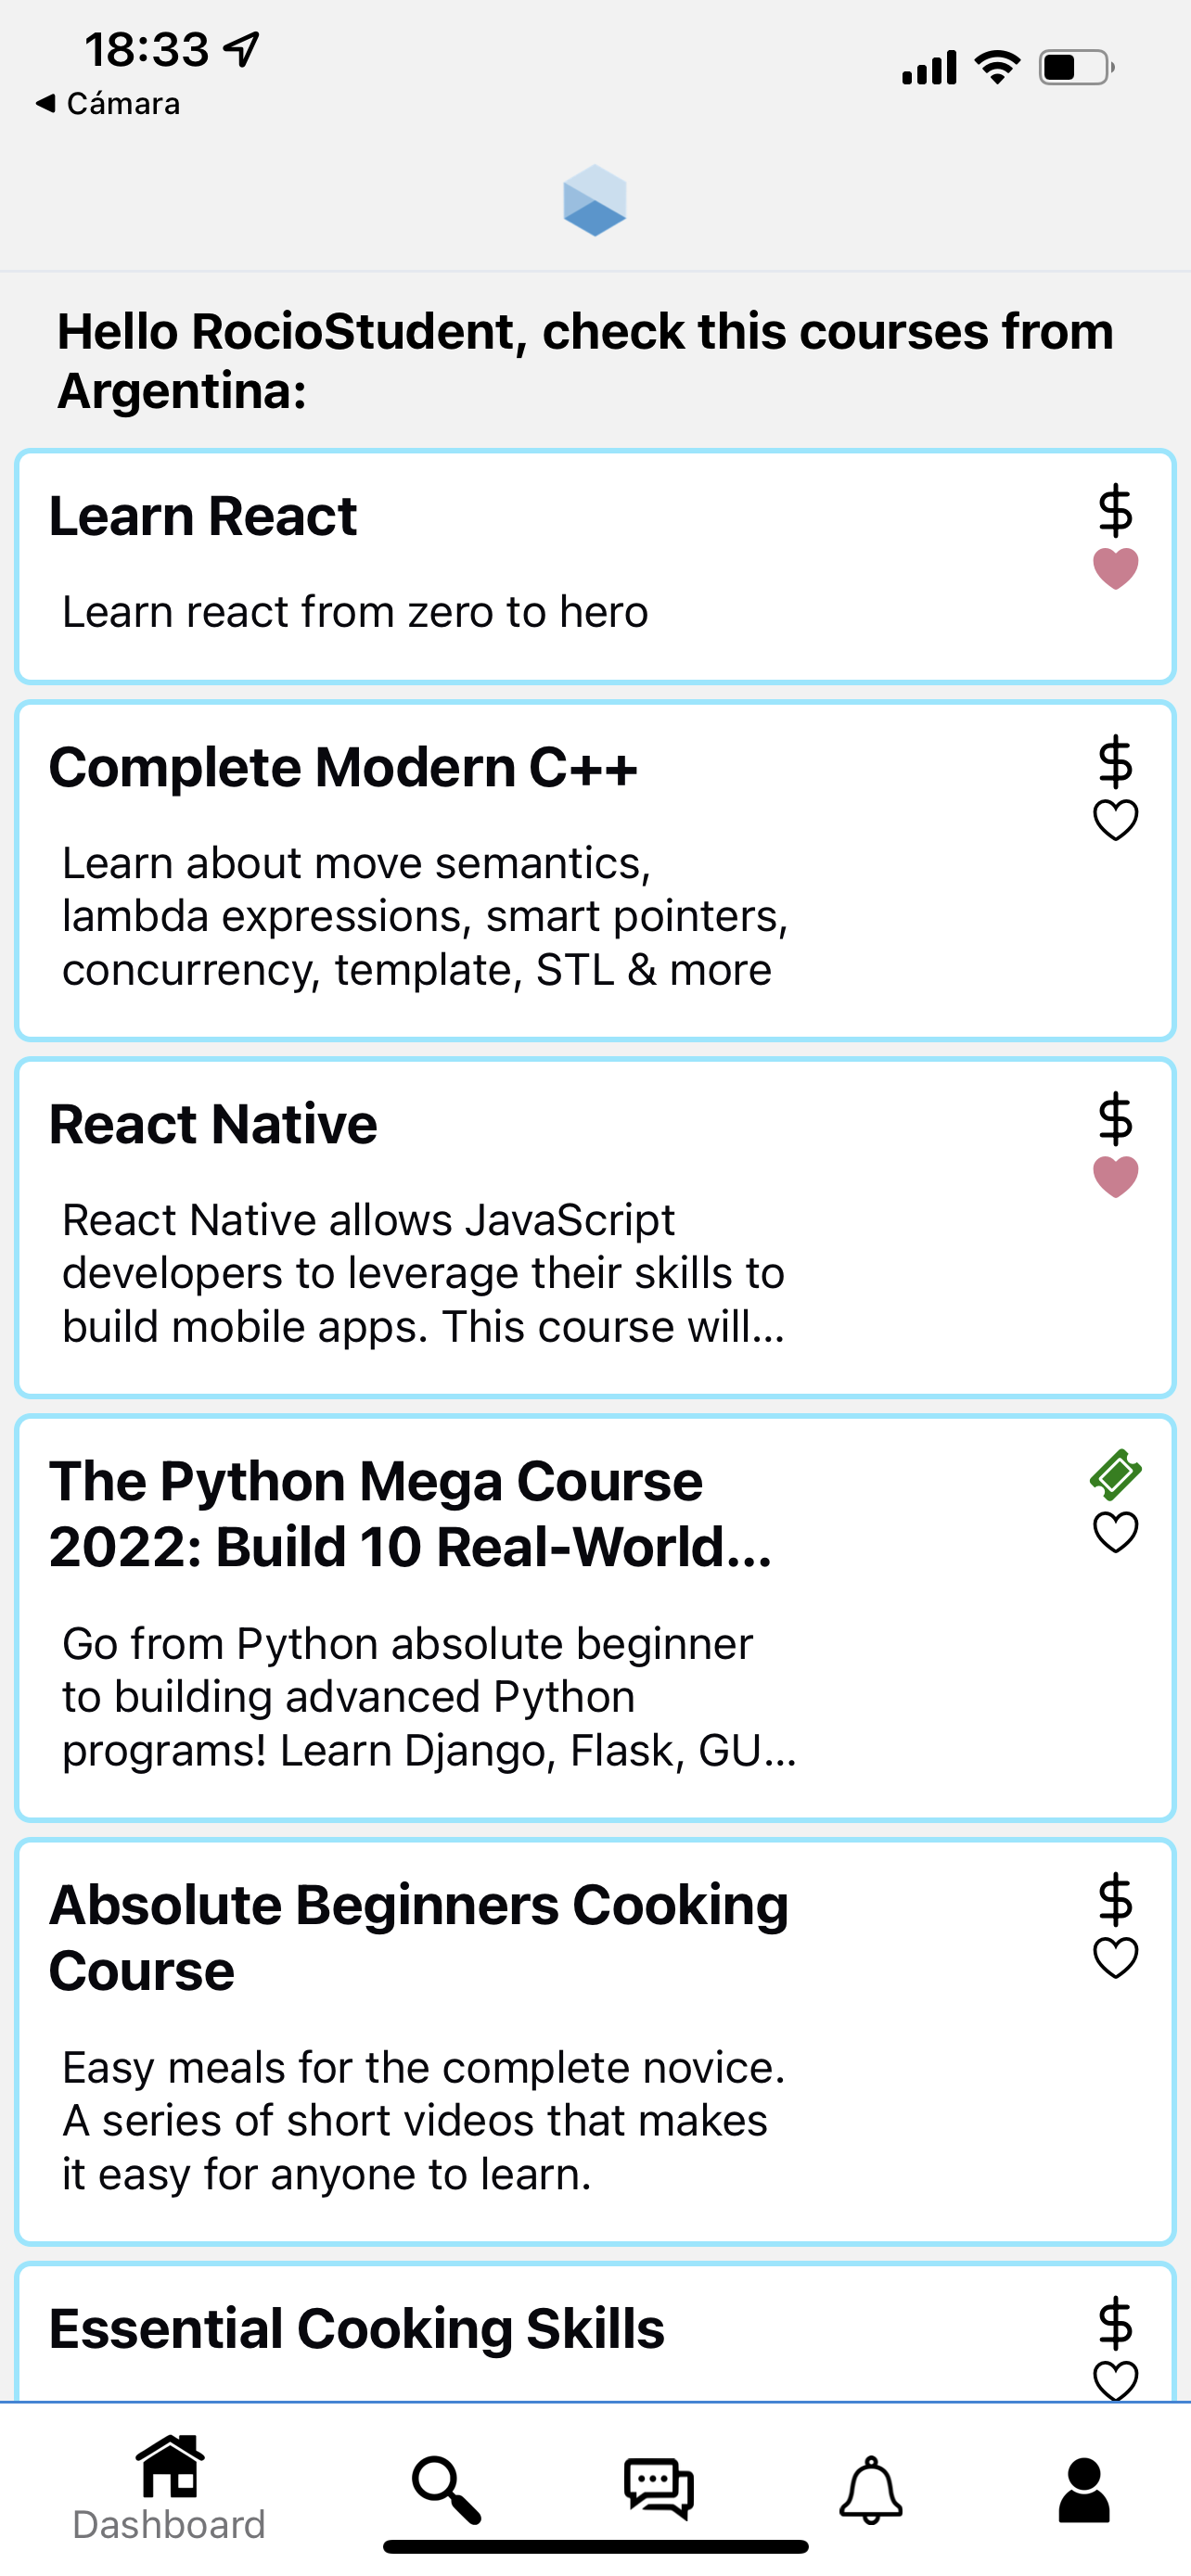 18:33
◀ Cámara
Hello RocioStudent, check this courses from
Argentina:
Learn React
$
Learn react from zero to hero
Complete Modern C++
$
Learn about move semantics,
lambda expressions, smart pointers,
concurrency, template, STL & more
React Native
$
React Native allows JavaScript
developers to leverage their skills to
build mobile apps. This course will...
The Python Mega Course
2022: Build 10 Real-World...
Go from Python absolute beginner
to building advanced Python
programs! Learn Django, Flask, GU...
Absolute Beginners Cooking
Course
$
Easy meals for the complete novice.
A series of short videos that makes
it easy for anyone to learn.
Essential Cooking Skills
$
Dashboard